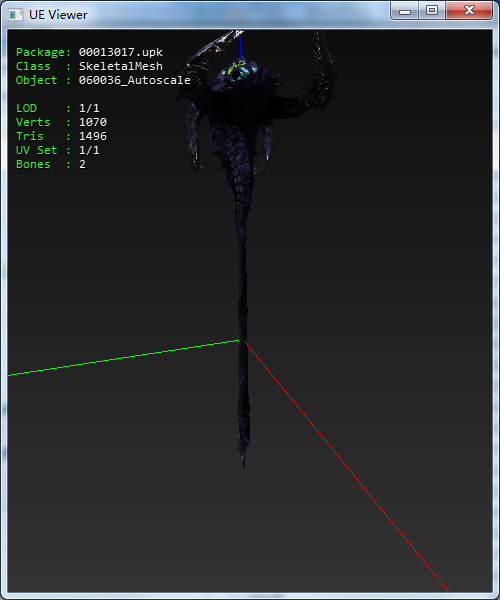 UE Viewer
Package: 00013017.upk
Class  : SkeletalMesh
Object : 060036_Autoscale
LOD    : 1/1
Verts  : 1070
Tris   : 1496
UV Set : 1/1
Bones  : 2